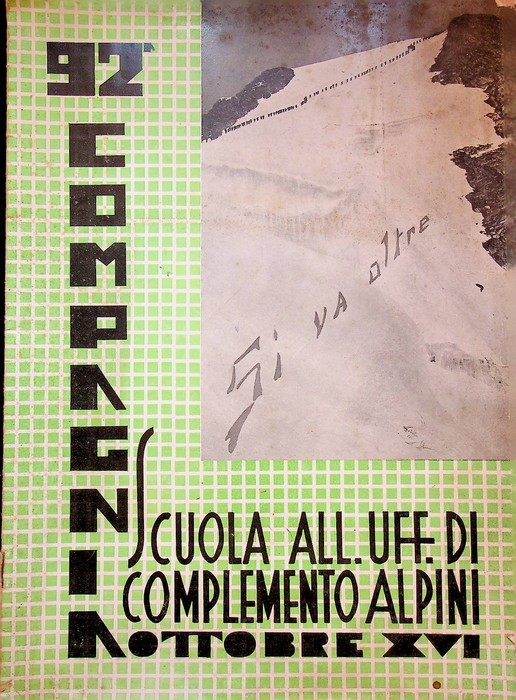 92ª
COMPAGNIA
Si va oltre
SCUOLA ALL. UFF. DI
COMPLEMENTO ALPINI
OTTOBRE XVI